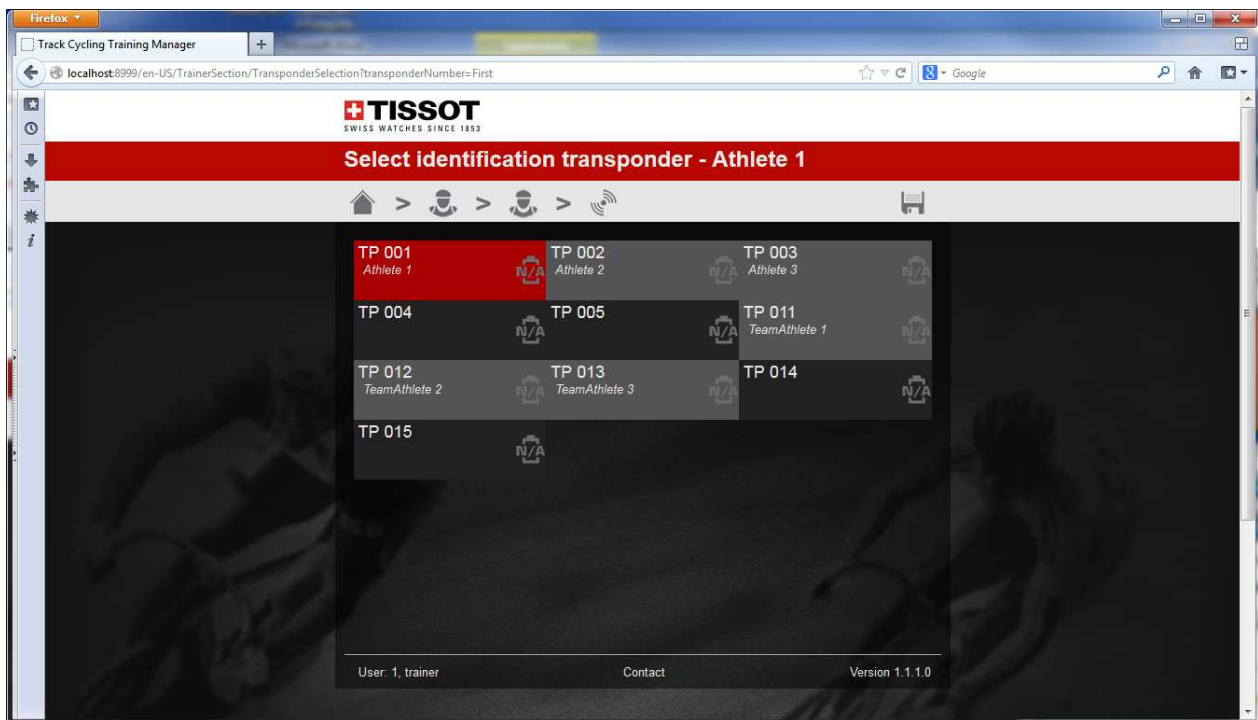 Firefox
Track Cycling Training Manager
+
localhost:8999/en-US/TrainerSection/TransponderSelection?transponderNumber=First
8 Google
TISSOT
SWISS WATCHES SINCE 1853
Select identification transponder - Athlete 1
> > >
TP 001 TP 002 TP 003
Athlete 1 N/A Athlete 2 N/A Athlete 3 N/A
TP 004 TP 005 TP 011
N/A N/A TeamAthlete 1 N/A
TP 012 TP 013 TP 014
TeamAthlete 2 N/A TeamAthlete 3 N/A N/A
TP 015
N/A
User: 1, trainer Contact Version 1.1.1.0